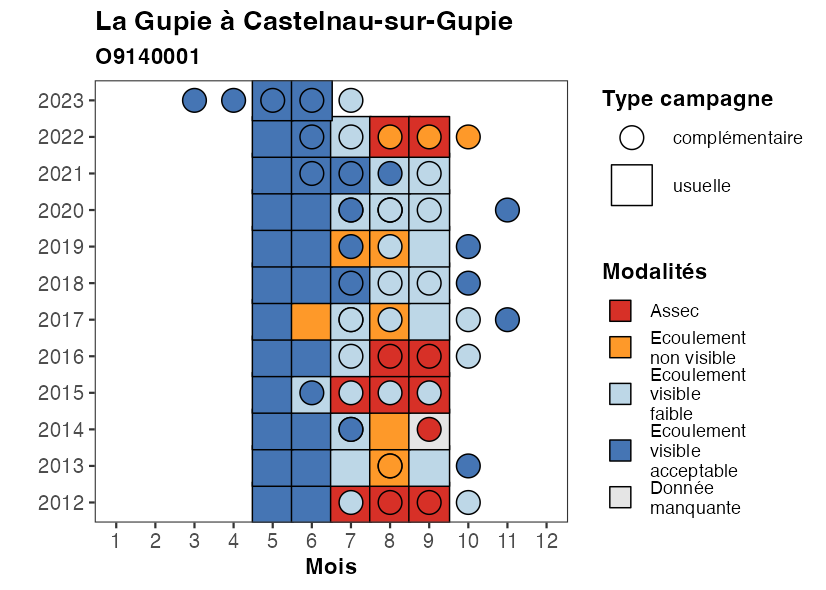 La Gupie à Castelnau-sur-Gupie
O9140001
2023
2022
2021
2020
2019
2018
2017
2016
2015
2014
2013
2012
1 2 3 4 5 6 7 8 9 10 11 12
Mois
Type campagne
complémentaire
usuelle
Modalités
Assec
Ecoulement
non visible
Ecoulement
visible
faible
Ecoulement
visible
acceptable
Donnée
manquante